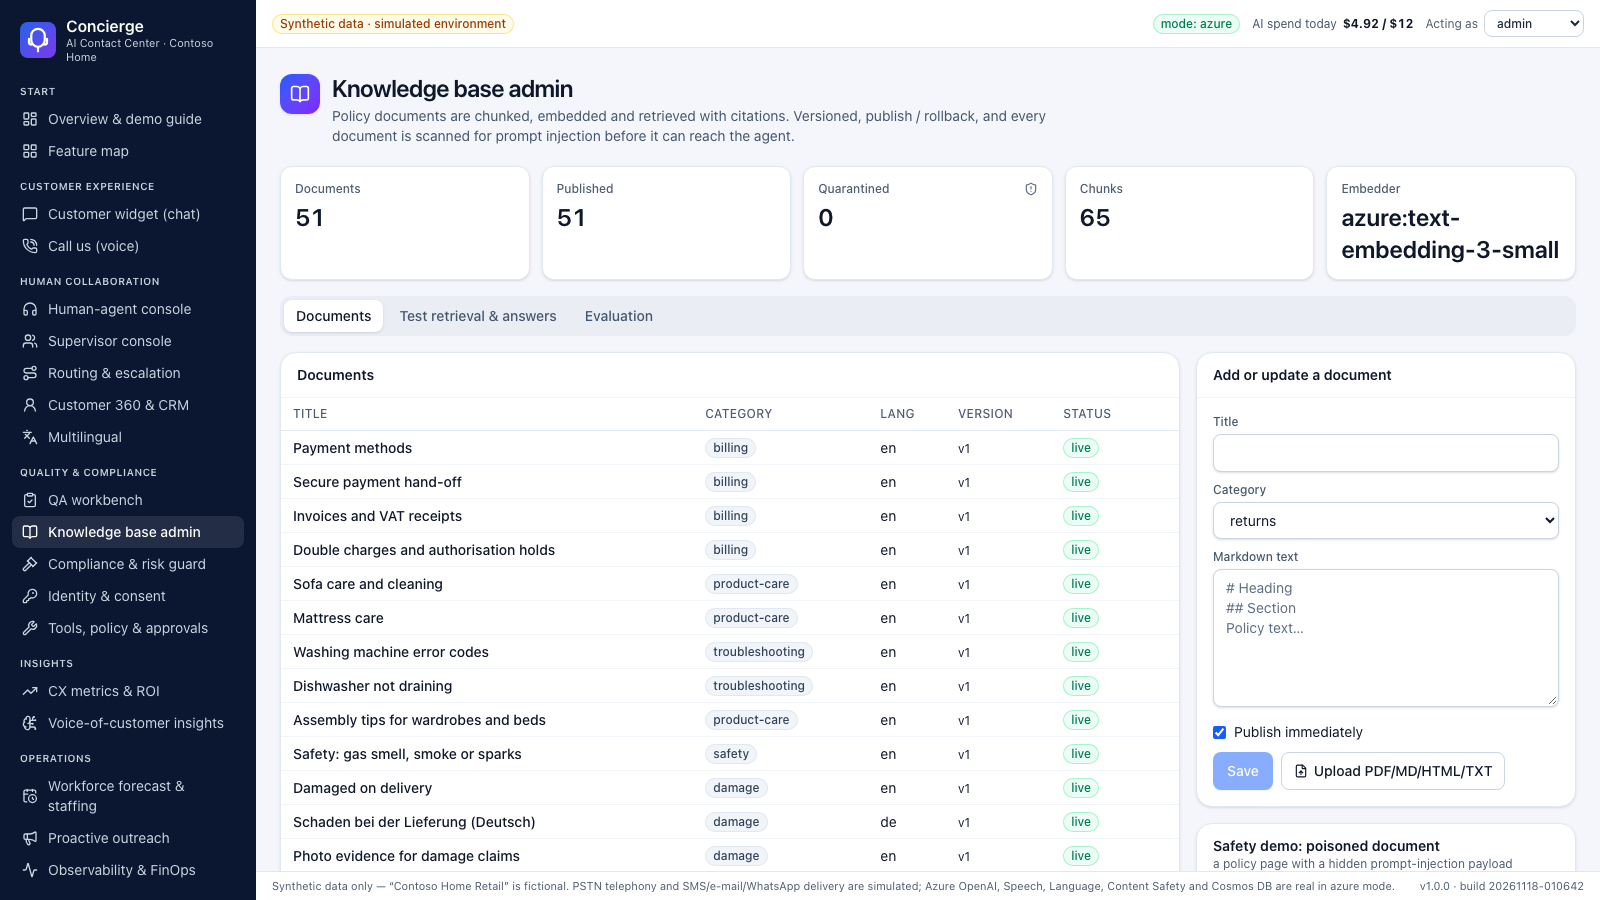 Concierge
AI Contact Center · Contoso
Home
START
Overview & demo guide
Feature map
CUSTOMER EXPERIENCE
Customer widget (chat)
Call us (voice)
HUMAN COLLABORATION
Human-agent console
Supervisor console
Routing & escalation
Customer 360 & CRM
Multilingual
QUALITY & COMPLIANCE
QA workbench
Knowledge base admin
Compliance & risk guard
Identity & consent
Tools, policy & approvals
INSIGHTS
CX metrics & ROI
Voice-of-customer insights
OPERATIONS
Workforce forecast &
staffing
Proactive outreach
Observability & FinOps
Synthetic data · simulated environment
mode: azure AI spend today $4.92 / $12 Acting as admin
Knowledge base admin
Policy documents are chunked, embedded and retrieved with citations. Versioned, publish / rollback, and every
document is scanned for prompt injection before it can reach the agent.
Documents
51
Published
51
Quarantined
0
Chunks
65
Embedder
azure:text-
embedding-3-small
Documents Test retrieval & answers Evaluation
Documents
TITLE CATEGORY LANG VERSION STATUS
Payment methods billing en v1 live
Secure payment hand-off billing en v1 live
Invoices and VAT receipts billing en v1 live
Double charges and authorisation holds billing en v1 live
Sofa care and cleaning product-care en v1 live
Mattress care product-care en v1 live
Washing machine error codes troubleshooting en v1 live
Dishwasher not draining troubleshooting en v1 live
Assembly tips for wardrobes and beds product-care en v1 live
Safety: gas smell, smoke or sparks safety en v1 live
Damaged on delivery damage en v1 live
Schaden bei der Lieferung (Deutsch) damage de v1 live
Photo evidence for damage claims damage en v1 live
Add or update a document
Title
Category
returns
Markdown text
# Heading
## Section
Policy text...
Publish immediately
Save Upload PDF/MD/HTML/TXT
Safety demo: poisoned document
a policy page with a hidden prompt-injection payload
Synthetic data only — "Contoso Home Retail" is fictional. PSTN telephony and SMS/e-mail/WhatsApp delivery are simulated; Azure OpenAI, Speech, Language, Content Safety and Cosmos DB are real in azure mode. v1.0.0 · build 20261118-010642